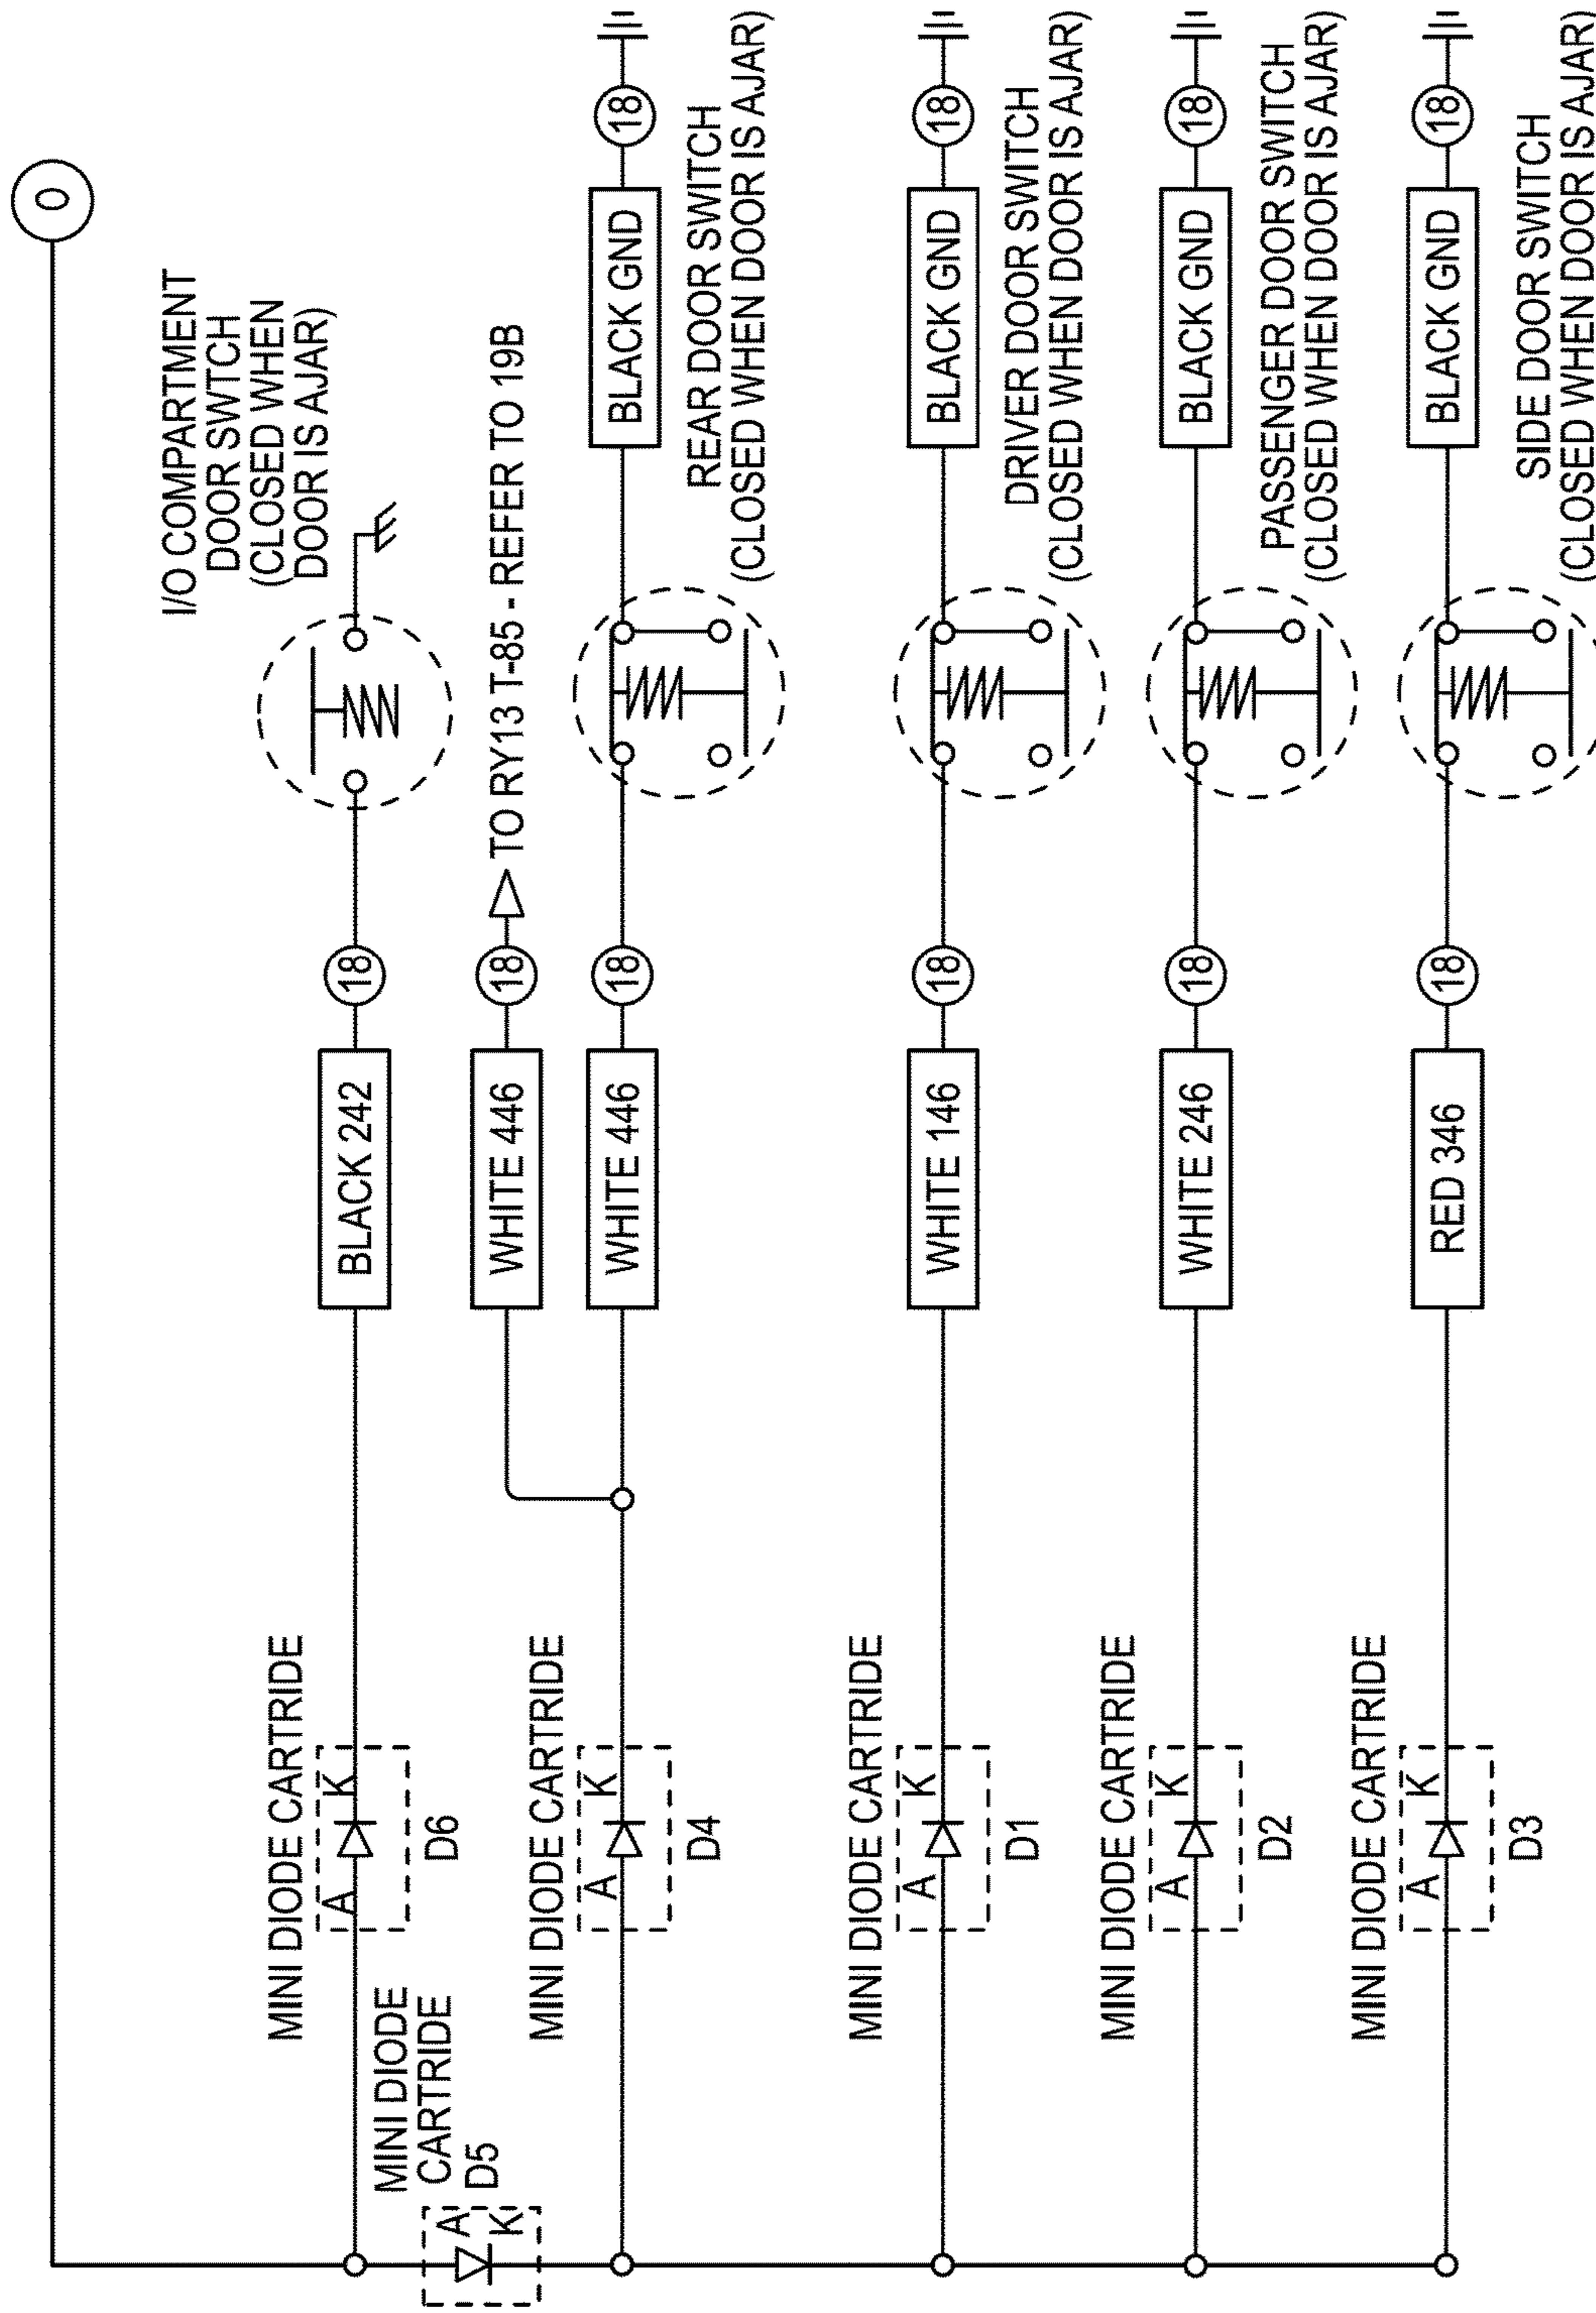 0
I/O COMPARTMENT
DOOR SWTCH
(CLOSED WHEN
DOOR IS AJAR)
MINI DIODE CARTRIDE
A K
D6
BLACK 242
18
MINI DIODE
CARTRIDE
D5
A
K
WHITE 446
18
TO RY13 T-85 - REFER TO 19B
MINI DIODE CARTRIDE
A K
D4
WHITE 446
18
BLACK GND
18
REAR DOOR SWITCH
(CLOSED WHEN DOOR IS AJAR)
MINI DIODE CARTRIDE
A K
D1
WHITE 146
18
BLACK GND
18
DRIVER DOOR SWITCH
(CLOSED WHEN DOOR IS AJAR)
MINI DIODE CARTRIDE
A K
D2
WHITE 246
18
BLACK GND
18
PASSENGER DOOR SWITCH
(CLOSED WHEN DOOR IS AJAR)
MINI DIODE CARTRIDE
A K
D3
RED 346
18
BLACK GND
18
SIDE DOOR SWITCH
(CLOSED WHEN DOOR IS AJAR)